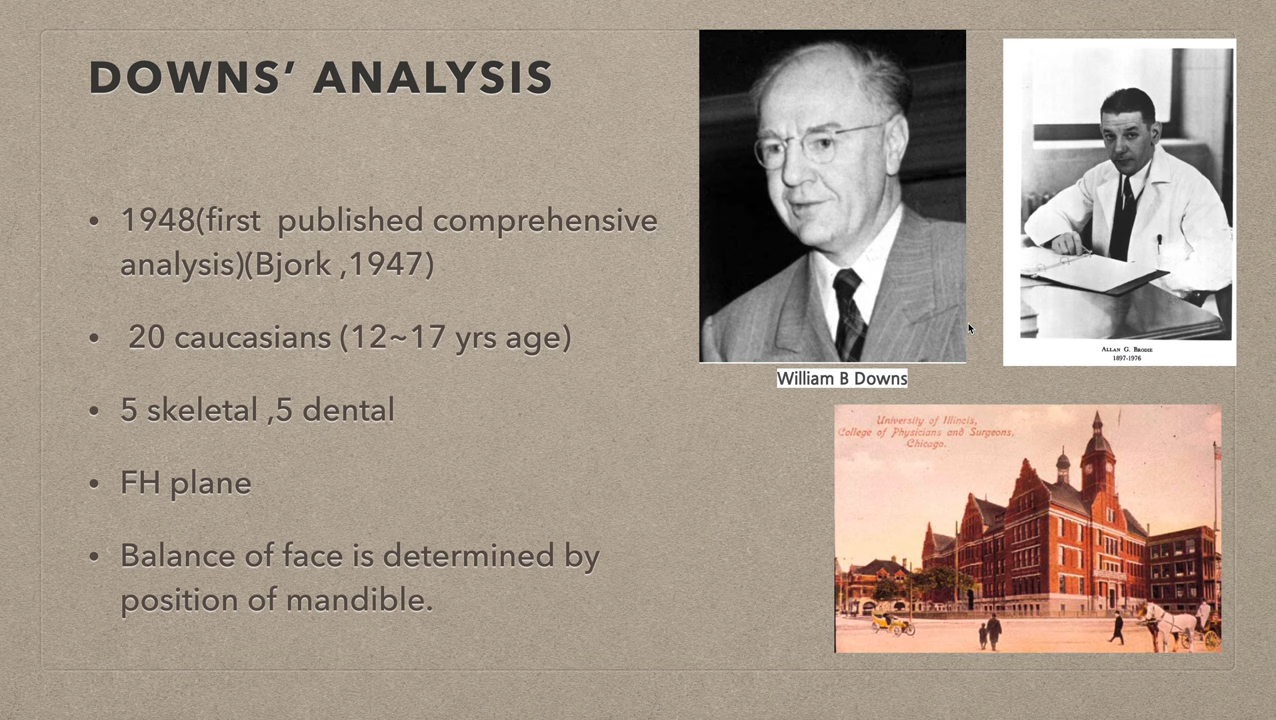 DOWNS’ ANALYSIS
• 1948(first  published comprehensive
analysis)(Bjork ,1947)
•  20 caucasians (12~17 yrs age)
• 5 skeletal ,5 dental
• FH plane
• Balance of face is determined by
position of mandible.
William B Downs
ALLAN G. BRODIE
1897-1976
University of Illinois,
College of Physicians and Surgeons,
Chicago.